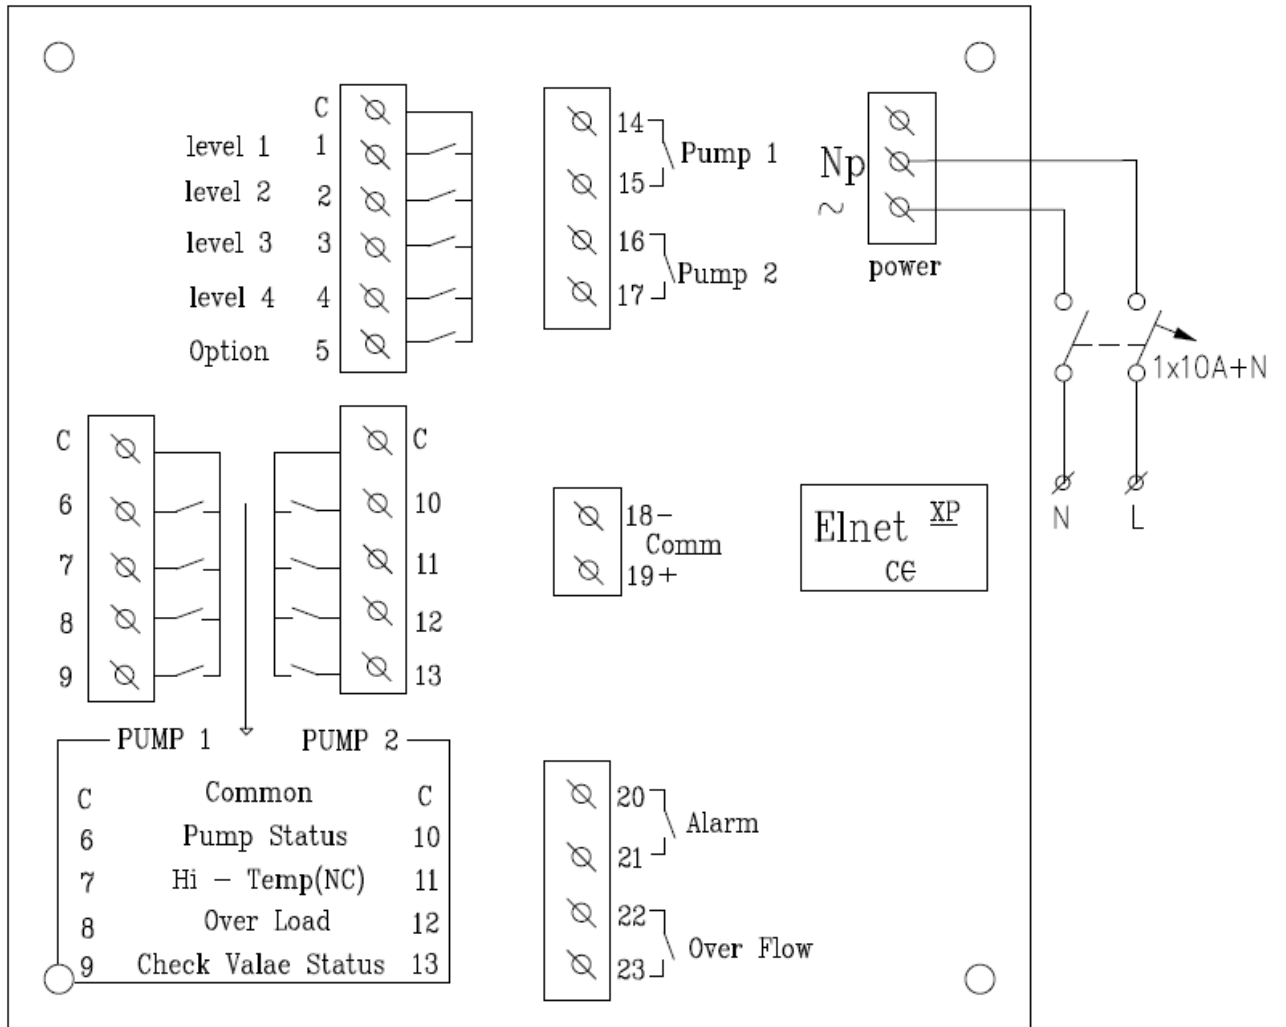 C
level 1 1
level 2 2
level 3 3
level 4 4
Option 5
14
Pump 1
15
16
Pump 2
17
Np
~
power
1x10A+N
N L
C
6
7
8
9
C
10
11
12
13
18-
Comm
19+
Elnet XP
CE
PUMP 1 PUMP 2
C Common C
6 Pump Status 10
7 Hi - Temp(NC) 11
8 Over Load 12
9 Check Valae Status 13
20
Alarm
21
22
Over Flow
23